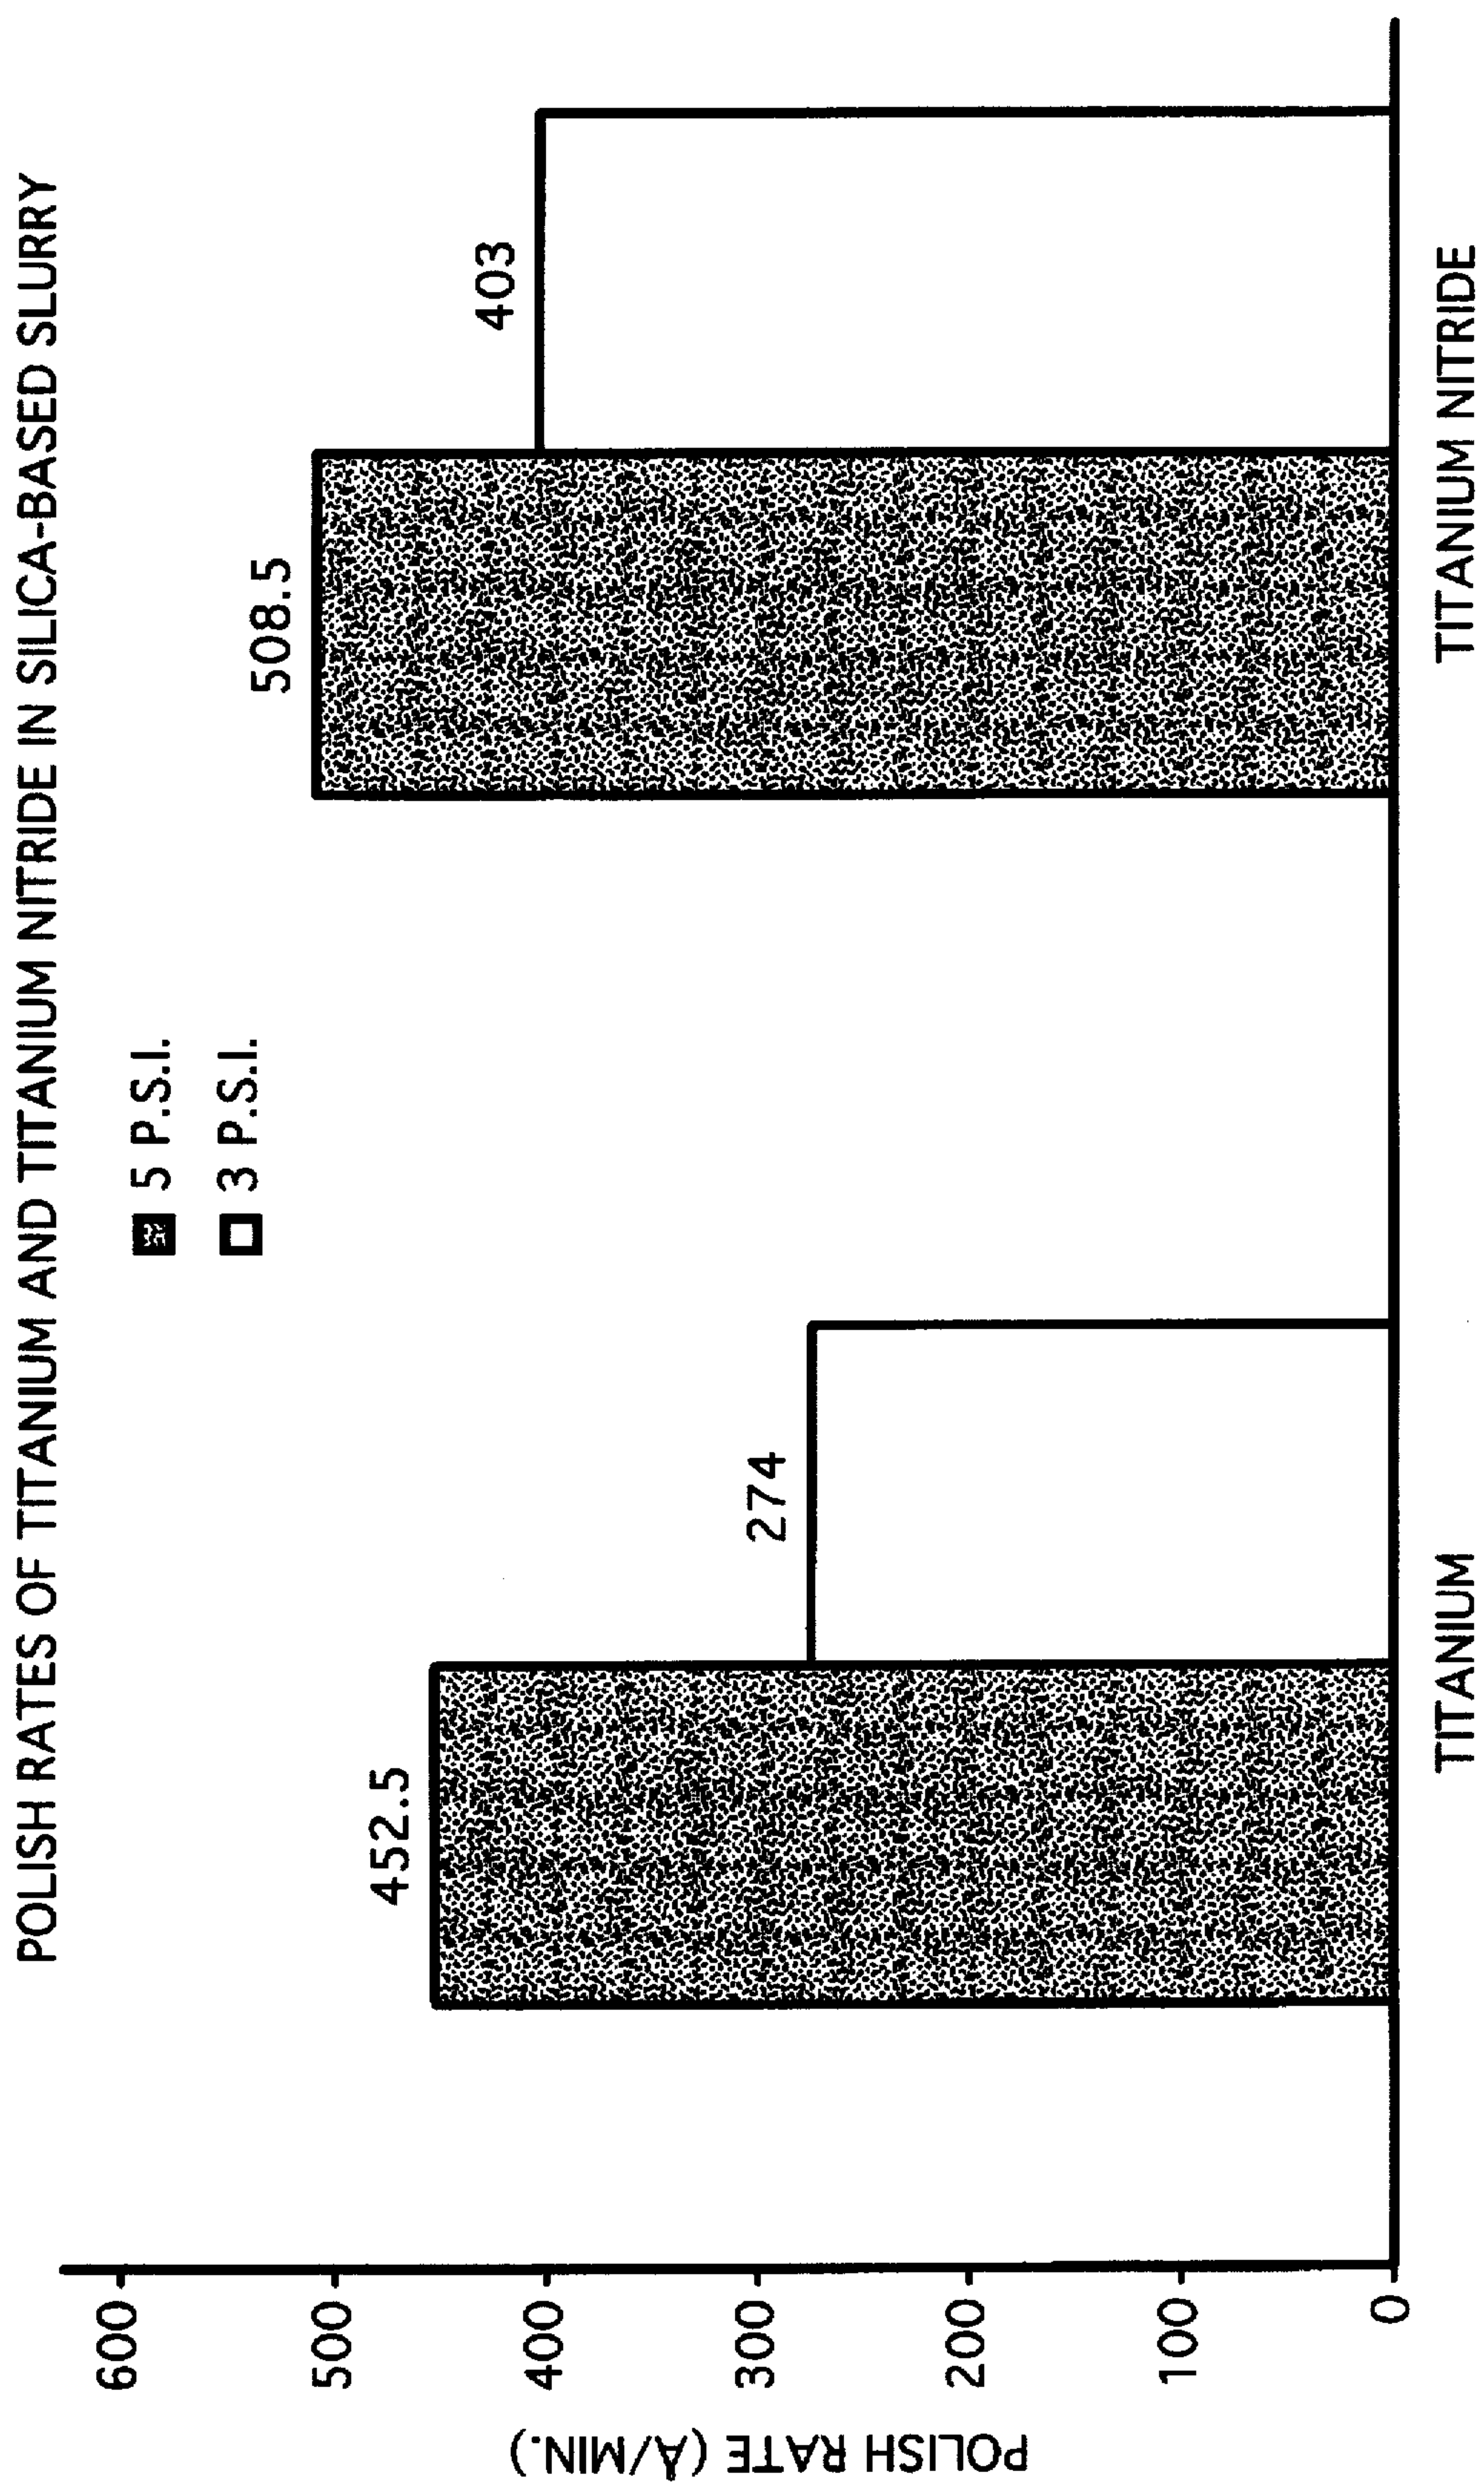 POLISH RATES OF TITANIUM AND TITANIUM NITRIDE IN SILICA-BASED SLURRY
5 P.S.I.
3 P.S.I.
POLISH RATE (Å/MIN.)
600
500
400
300
200
100
0
452.5
274
508.5
403
TITANIUM
TITANIUM NITRIDE